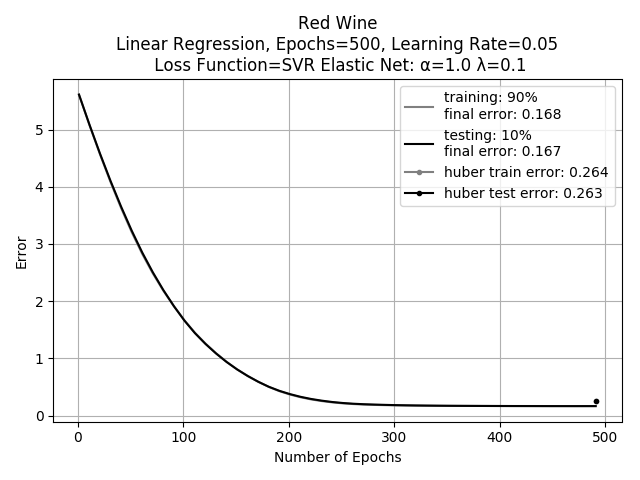 Red Wine
Linear Regression, Epochs=500, Learning Rate=0.05
Loss Function=SVR Elastic Net: α=1.0 λ=0.1
training: 90%
final error: 0.168
testing: 10%
final error: 0.167
huber train error: 0.264
huber test error: 0.263
Error
5
4
3
2
1
0
0 100 200 300 400 500
Number of Epochs